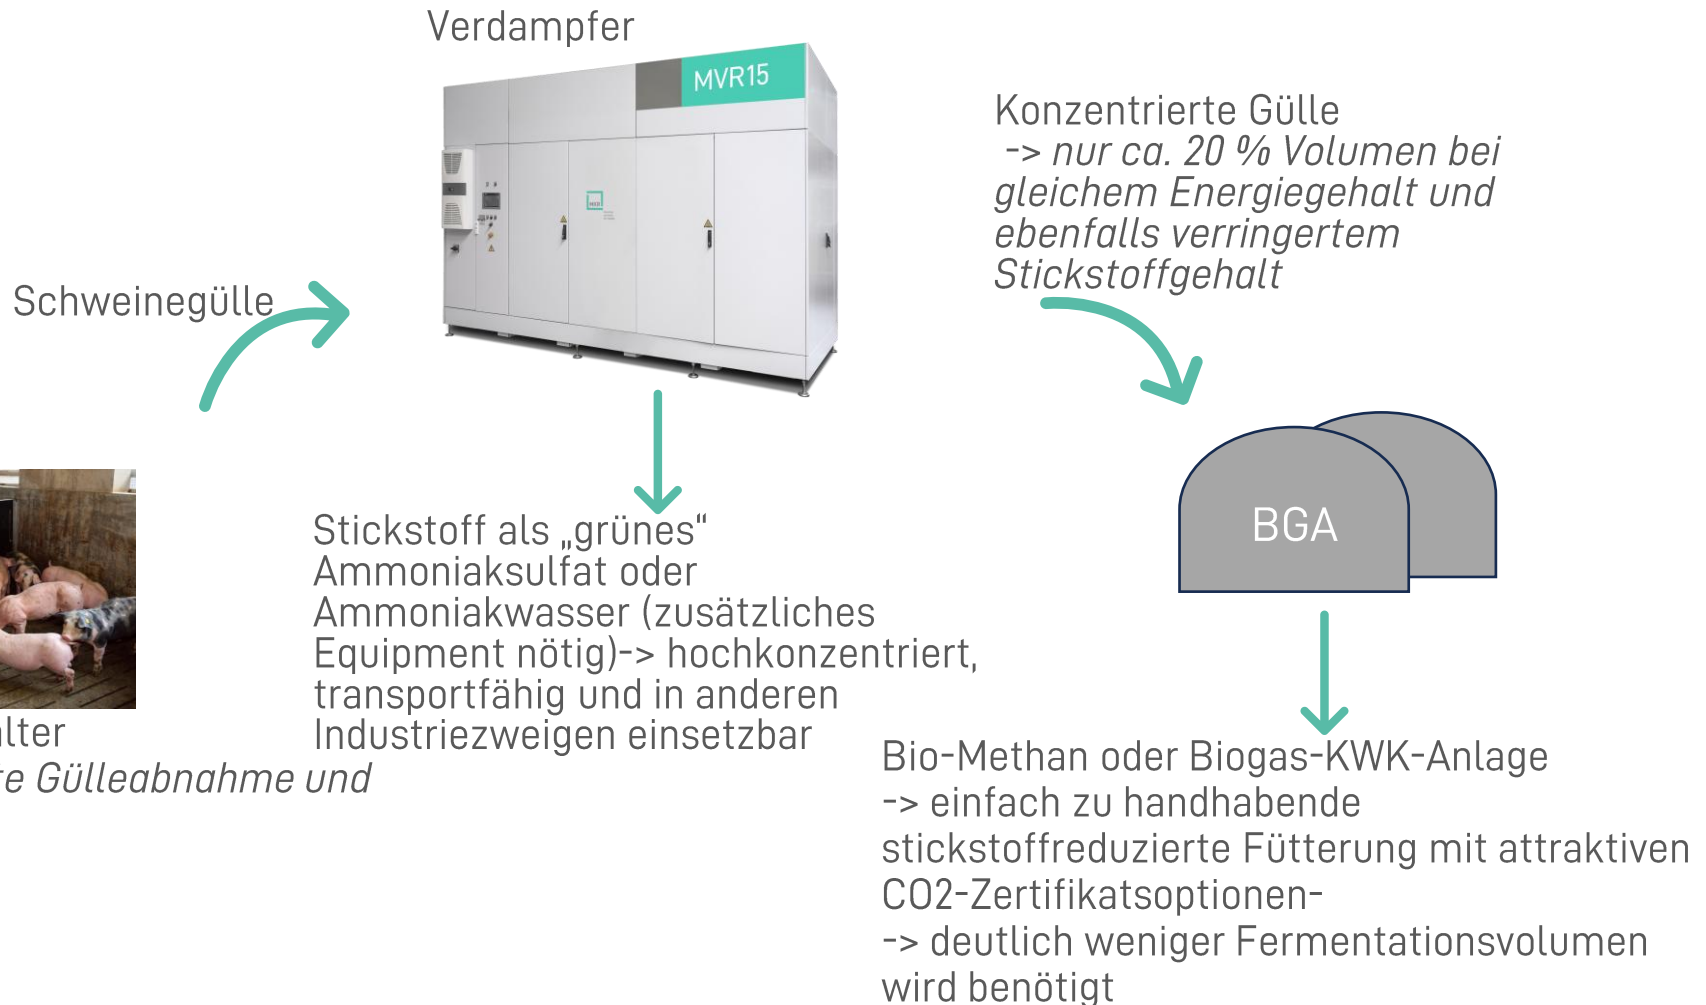 Verdampfer
MVR15
Konzentrierte Gülle
-> nur ca. 20 % Volumen bei
gleichem Energiegehalt und
ebenfalls verringertem
Stickstoffgehalt
Schweinegülle
BGA
Stickstoff als „grünes“
Ammoniaksulfat oder
Ammoniakwasser (zusätzliches
Equipment nötig)-> hochkonzentriert,
transportfähig und in anderen
Industriezweigen einsetzbar
Gülleabnahme und
Bio-Methan oder Biogas-KWK-Anlage
-> einfach zu handhabende
stickstoffreduzierte Fütterung mit attraktiven
CO2-Zertifikatsoptionen-
-> deutlich weniger Fermentationsvolumen
wird benötigt